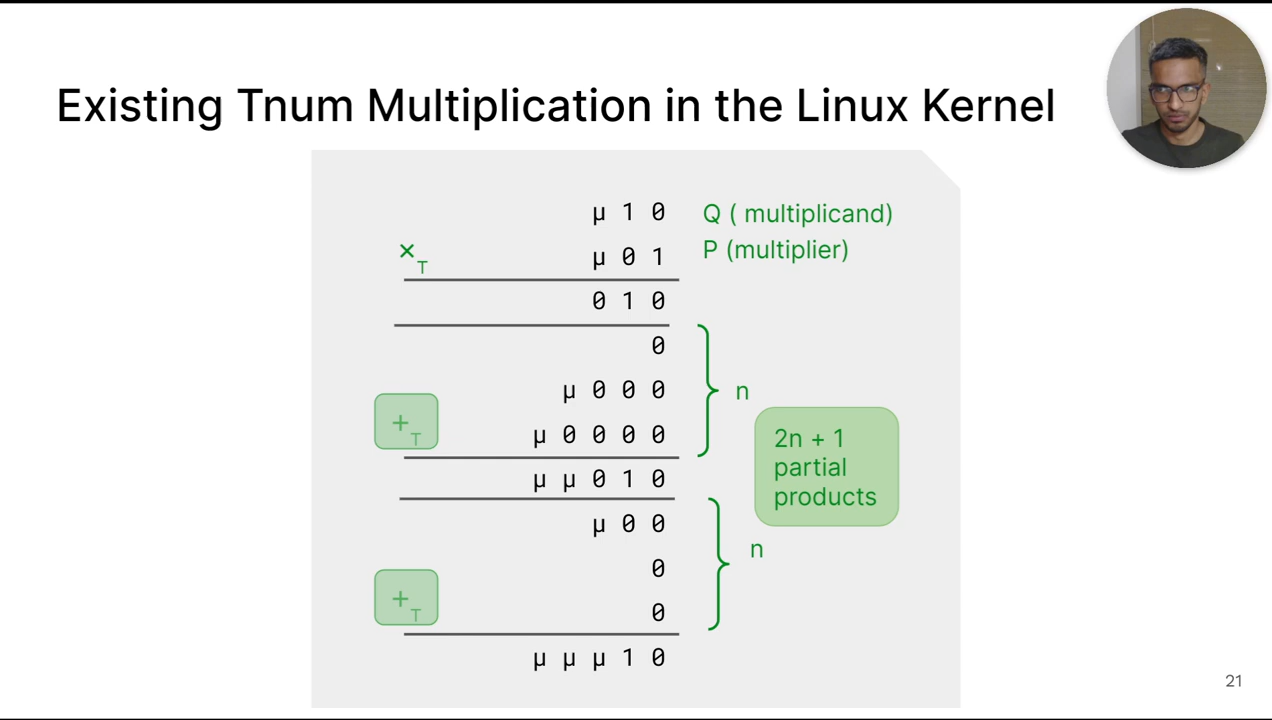 Existing Tnum Multiplication in the Linux Kernel
µ 1 0 Q ( multiplicand)
×T µ 0 1 P (multiplier)
0 1 0
0
µ 0 0 0 n
+T µ 0 0 0 0
2n + 1
partial
products
µ µ 0 1 0
µ 0 0
n
0
+T 0
µ µ µ 1 0
21